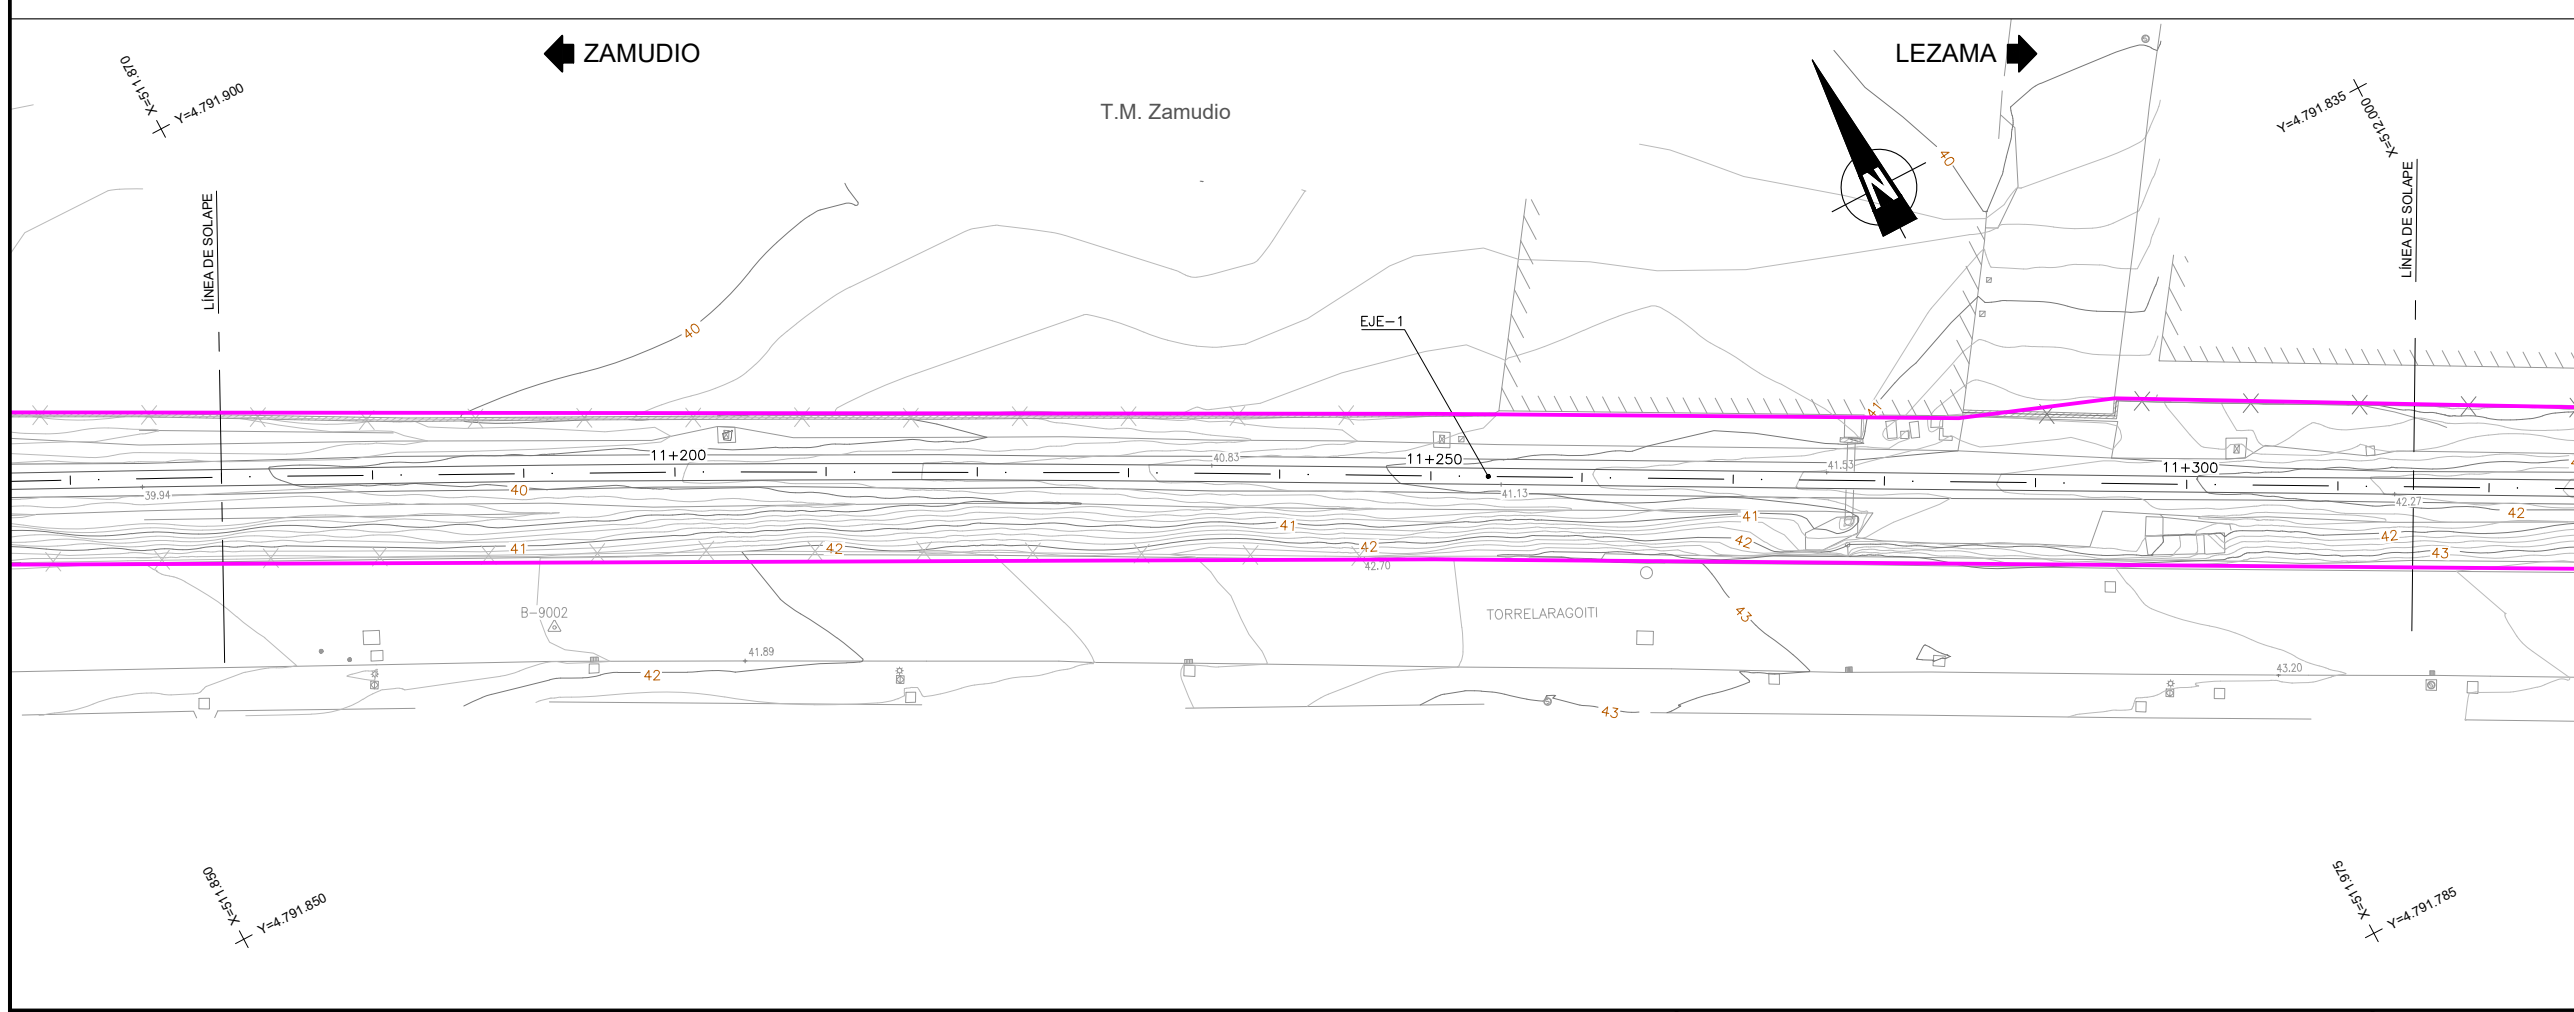 ZAMUDIO
LEZAMA
X=511.870
Y=4.791.900
T.M. Zamudio
Y=4.791.835
X=512.000
N
40
LÍNEA DE SOLAPE
LÍNEA DE SOLAPE
40
EJE-1
41
11+200
40.83
11+250
41.53
11+300
39.94
40
41.13
42.27
42
41
41
41
42
42
42
42
43
42.70
B-9002
TORRELARAGOITI
43
41.89
42
43.20
43
X=511.850
Y=4.791.850
X=511.975
Y=4.791.785